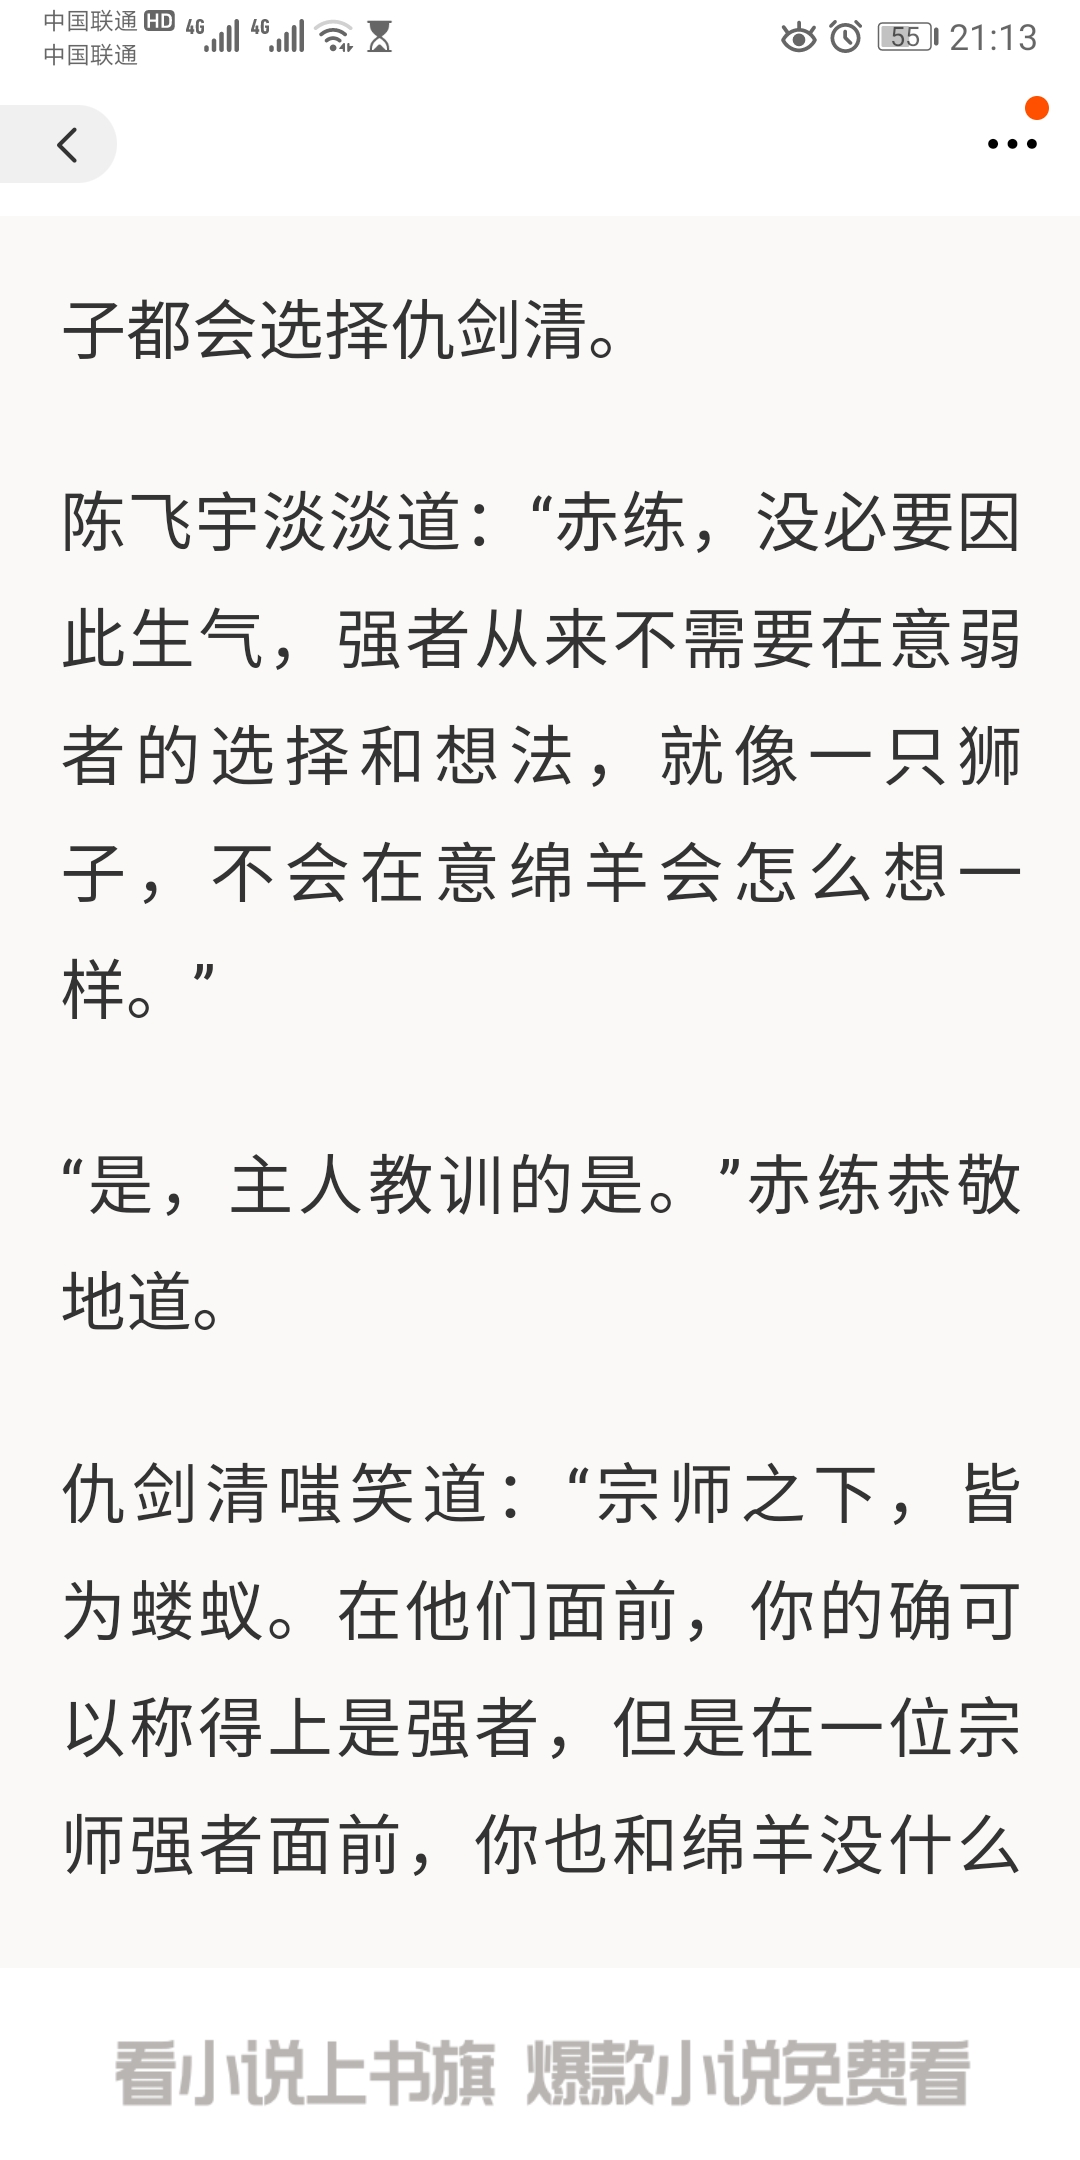 中国联通 HD 4G 4G 55 21:13
中国联通
子都会选择仇剑清。
陈飞宇淡淡道：“赤练，没必要因
此生气，强者从来不需要在意弱
者的选择和想法，就像一只狮
子，不会在意绵羊会怎么想一
样。”
“是，主人教训的是。”赤练恭敬
地道。
仇剑清嗤笑道：“宗师之下，皆
为蝼蚁。在他们面前，你的确可
以称得上是强者，但是在一位宗
师强者面前，你也和绵羊没什么
看小说上书旗 爆款小说免费看